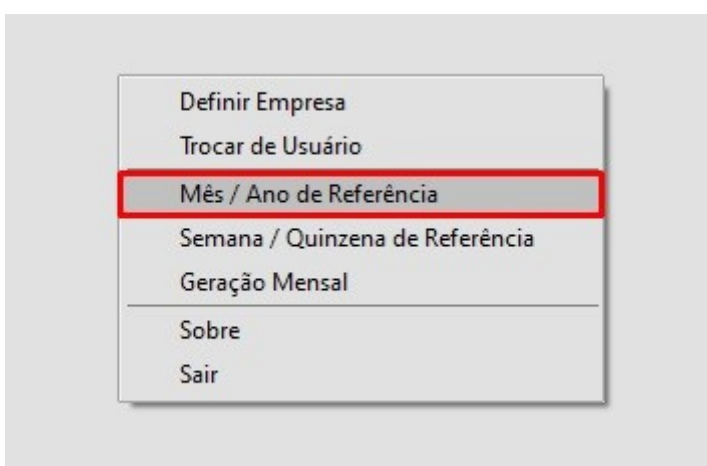 Definir Empresa
Trocar de Usuário
Mês / Ano de Referência
Semana / Quinzena de Referência
Geração Mensal
Sobre
Sair